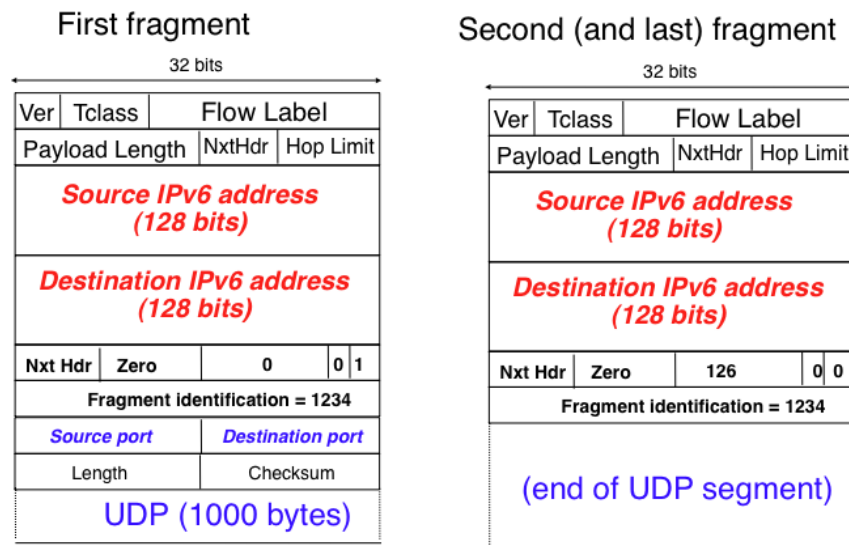 First fragment
32 bits
Ver Tclass Flow Label
Payload Length NxtHdr Hop Limit
Source IPv6 address
(128 bits)
Destination IPv6 address
(128 bits)
Nxt Hdr Zero 0 0 1
Fragment identification = 1234
Source port Destination port
Length Checksum
UDP (1000 bytes)
Second (and last) fragment
32 bits
Ver Tclass Flow Label
Payload Length NxtHdr Hop Limit
Source IPv6 address
(128 bits)
Destination IPv6 address
(128 bits)
Nxt Hdr Zero 126 0 0
Fragment identification = 1234
(end of UDP segment)